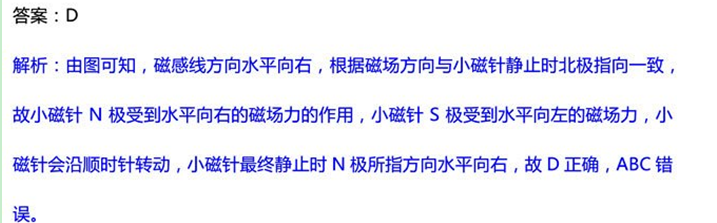 答案：D
解析：由图可知，磁感线方向水平向右，根据磁场方向与小磁针静止时北极指向一致，
故小磁针 N 极受到水平向右的磁场力的作用，小磁针 S 极受到水平向左的磁场力，小
磁针会沿顺时针转动，小磁针最终静止时 N 极所指方向水平向右，故 D 正确，ABC 错
误。